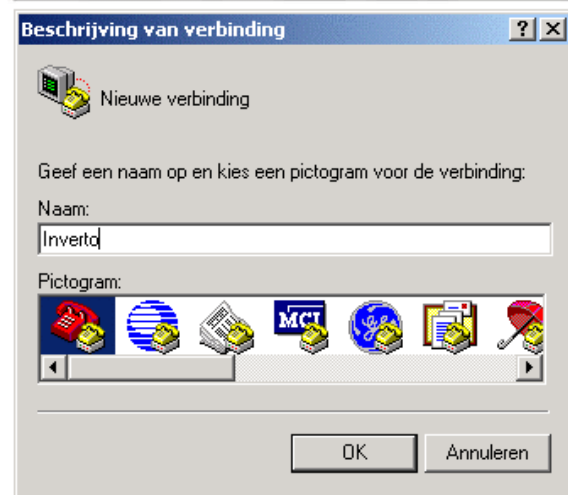 Beschrijving van verbinding
Nieuwe verbinding
Geef een naam op en kies een pictogram voor de verbinding:
Naam:
Inverto
Pictogram:
MCI
OK Annuleren